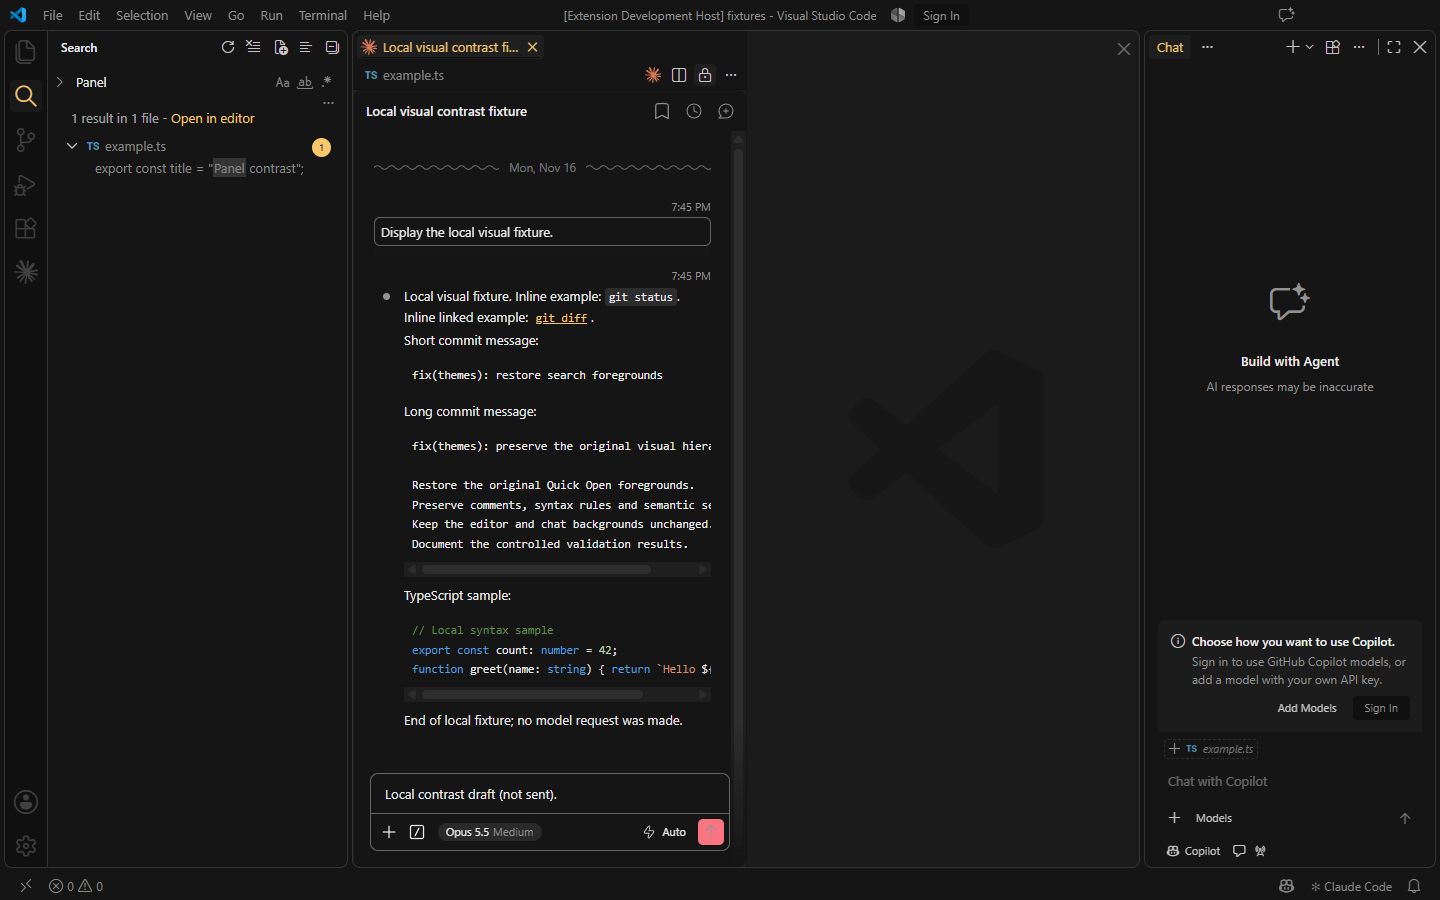 File Edit Selection View Go Run Terminal Help
[Extension Development Host] fixtures - Visual Studio Code
Sign In
Search
Panel
Aa ab .*
1 result in 1 file - Open in editor
TS example.ts
1
export const title = "Panel contrast";
Local visual contrast fi...
TS example.ts
Local visual contrast fixture
Mon, Nov 16
7:45 PM
Display the local visual fixture.
7:45 PM
Local visual fixture. Inline example: git status.
Inline linked example: git diff .
Short commit message:
fix(themes): restore search foregrounds
Long commit message:
fix(themes): preserve the original visual hiera
Restore the original Quick Open foregrounds.
Preserve comments, syntax rules and semantic se
Keep the editor and chat backgrounds unchanged.
Document the controlled validation results.
TypeScript sample:
// Local syntax sample
export const count: number = 42;
function greet(name: string) { return `Hello ${
End of local fixture; no model request was made.
Local contrast draft (not sent).
Opus 5.5 Medium
Auto
Chat
Build with Agent
AI responses may be inaccurate
Choose how you want to use Copilot.
Sign in to use GitHub Copilot models, or
add a model with your own API key.
Add Models
Sign In
TS example.ts
Chat with Copilot
Models
Copilot
0 0
Claude Code